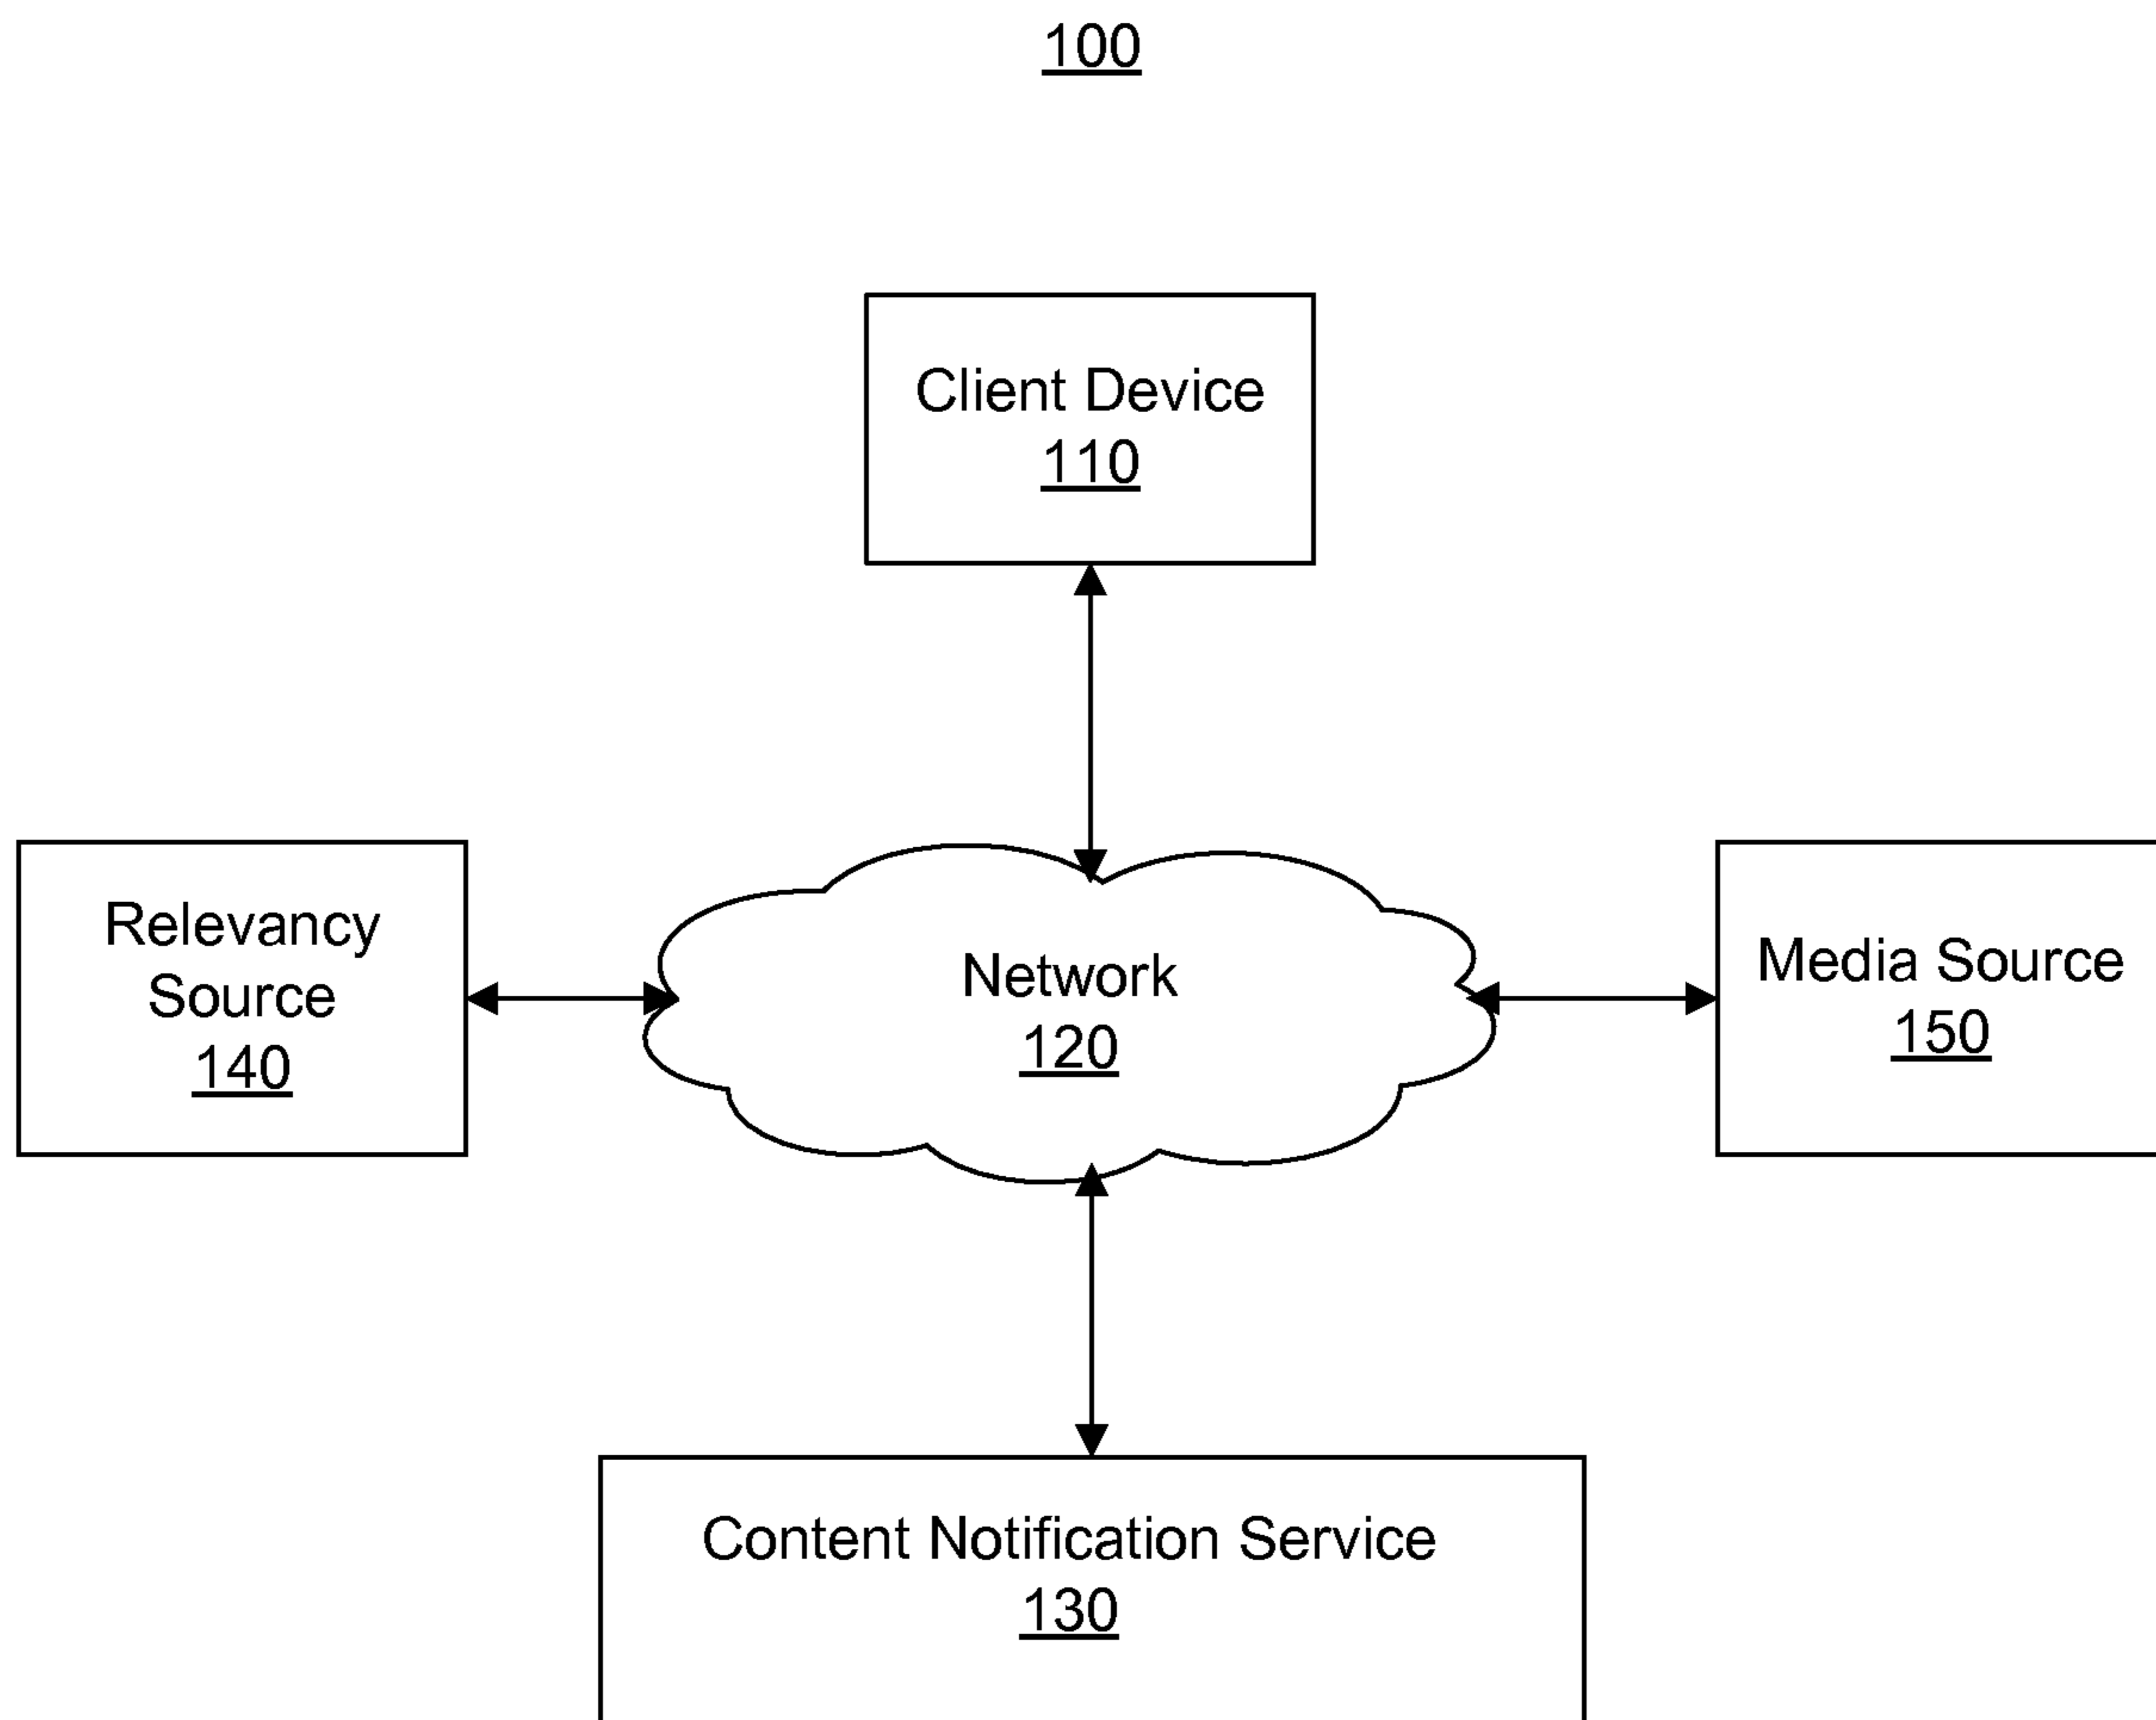 100
Client Device
110
Relevancy
Source
140
Network
120
Media Source
150
Content Notification Service
130